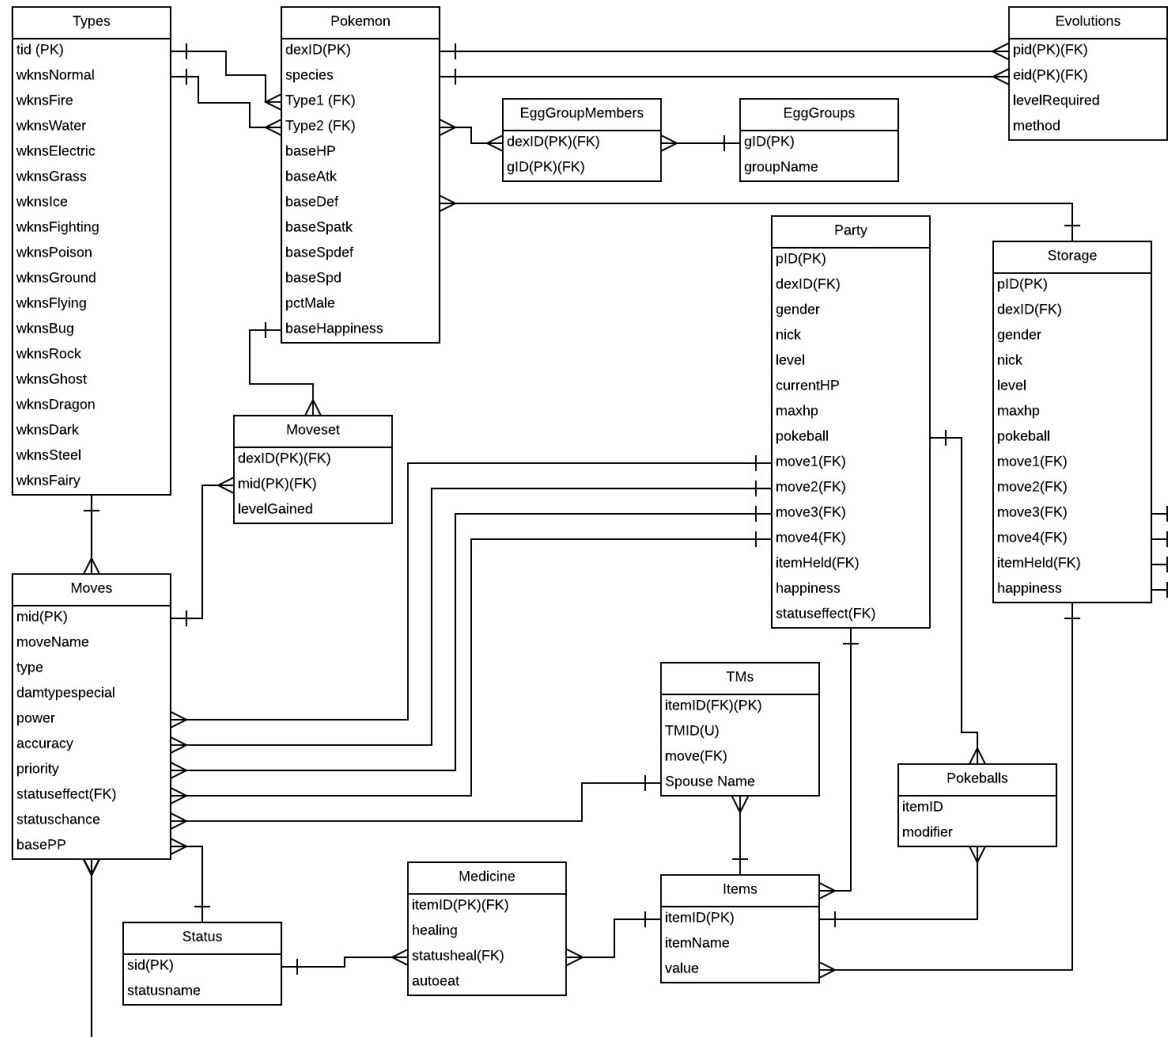 Types
tid (PK)
wknsNormal
wknsFire
wknsWater
wknsElectric
wknsGrass
wknsIce
wknsFighting
wknsPoison
wknsGround
wknsFlying
wknsBug
wknsRock
wknsGhost
wknsDragon
wknsDark
wknsSteel
wknsFairy
Pokemon
dexID(PK)
species
Type1 (FK)
Type2 (FK)
baseHP
baseAtk
baseDef
baseSpatk
baseSpdef
baseSpd
pctMale
baseHappiness
Evolutions
pid(PK)(FK)
eid(PK)(FK)
levelRequired
method
EggGroupMembers
dexID(PK)(FK)
gID(PK)(FK)
EggGroups
gID(PK)
groupName
Party
pID(PK)
dexID(FK)
gender
nick
level
currentHP
maxhp
pokeball
move1(FK)
move2(FK)
move3(FK)
move4(FK)
itemHeld(FK)
happiness
statuseffect(FK)
Storage
pID(PK)
dexID(FK)
gender
nick
level
maxhp
pokeball
move1(FK)
move2(FK)
move3(FK)
move4(FK)
itemHeld(FK)
happiness
Moveset
dexID(PK)(FK)
mid(PK)(FK)
levelGained
Moves
mid(PK)
moveName
type
damtypespecial
power
accuracy
priority
statuseffect(FK)
statuschance
basePP
TMs
itemID(FK)(PK)
TMID(U)
move(FK)
Spouse Name
Pokeballs
itemID
modifier
Medicine
itemID(PK)(FK)
healing
statusheal(FK)
autoeat
Items
itemID(PK)
itemName
value
Status
sid(PK)
statusname